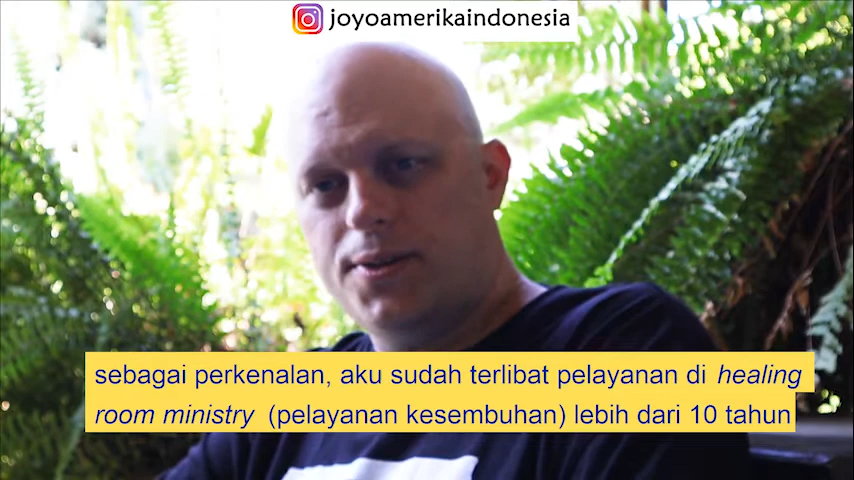 joyoamerikaindonesia
sebagai perkenalan, aku sudah terlibat pelayanan di healing
room ministry (pelayanan kesembuhan) lebih dari 10 tahun